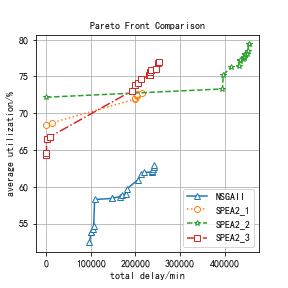 Pareto Front Comparison
80
75
70
65
60
55
average utilization/%
0
100000
200000
300000
400000
total delay/min
NSGAII
SPEA2_1
SPEA2_2
SPEA2_3